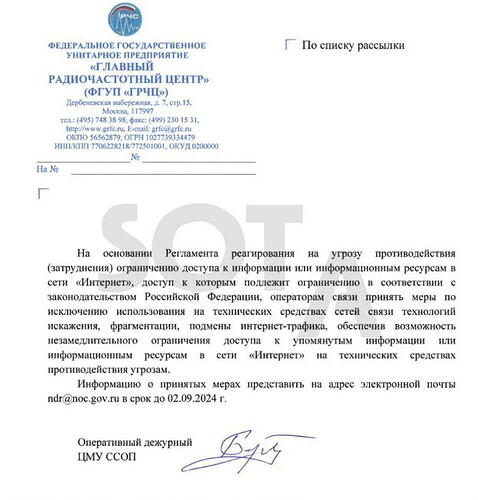 РЧС
ФЕДЕРАЛЬНОЕ ГОСУДАРСТВЕННОЕ
УНИТАРНОЕ ПРЕДПРИЯТИЕ
«ГЛАВНЫЙ
РАДИОЧАСТОТНЫЙ ЦЕНТР»
(ФГУП «ГРЧЦ»)
Дербеневская набережная, д. 7, стр.15,
Москва, 117997
тел.: (495) 748 38 98, факс: (499) 230 15 31,
http://www.grfc.ru, E-mail: grfc@grfc.ru
ОКПО 56562879, ОГРН 1027739334479
ИНН/КПП 7706228218/772501001, ОКУД 0200000
№
На №
По списку рассылки
SOTA
На основании Регламента реагирования на угрозу противодействия
(затруднения) ограничению доступа к информации или информационным ресурсам в
сети «Интернет», доступ к которым подлежит ограничению в соответствии с
законодательством Российской Федерации, операторам связи принять меры по
исключению использования на технических средствах сетей связи технологий
искажения, фрагментации, подмены интернет-трафика, обеспечив возможность
незамедлительного ограничения доступа к упомянутым информации или
информационным ресурсам в сети «Интернет» на технических средствах
противодействия угрозам.
Информацию о принятых мерах представить на адрес электронной почты
ndr@noc.gov.ru в срок до 02.09.2024 г.
Оперативный дежурный
ЦМУ ССОП